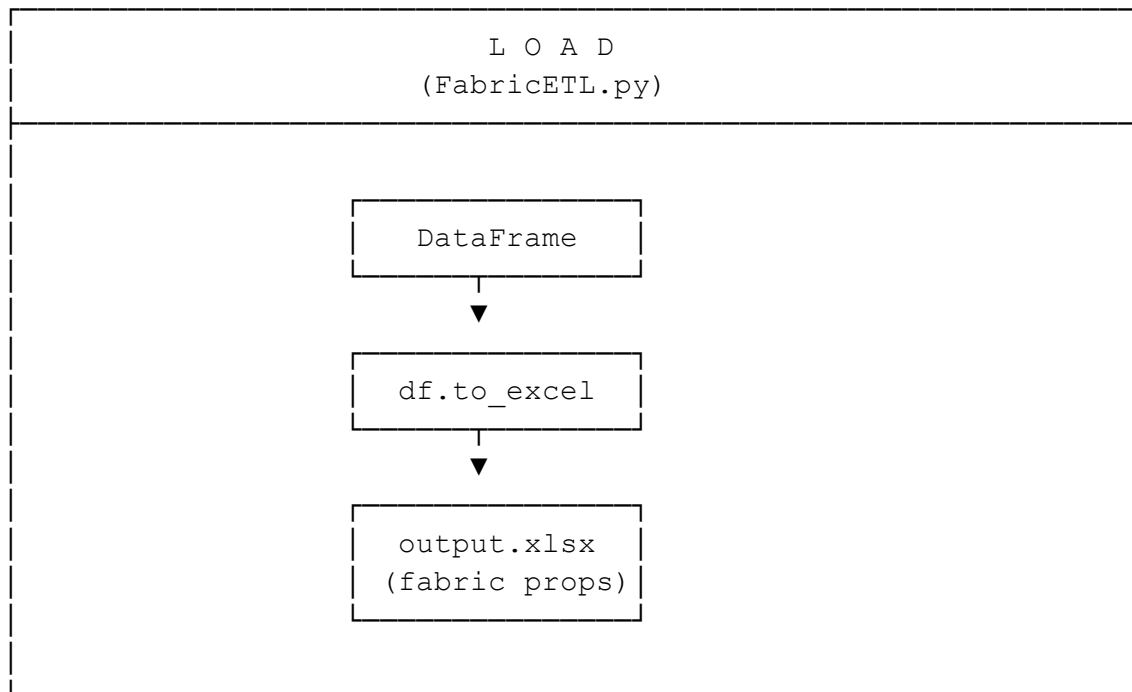 L O A D
(FabricETL.py)
DataFrame
df.to_excel
output.xlsx
(fabric props)